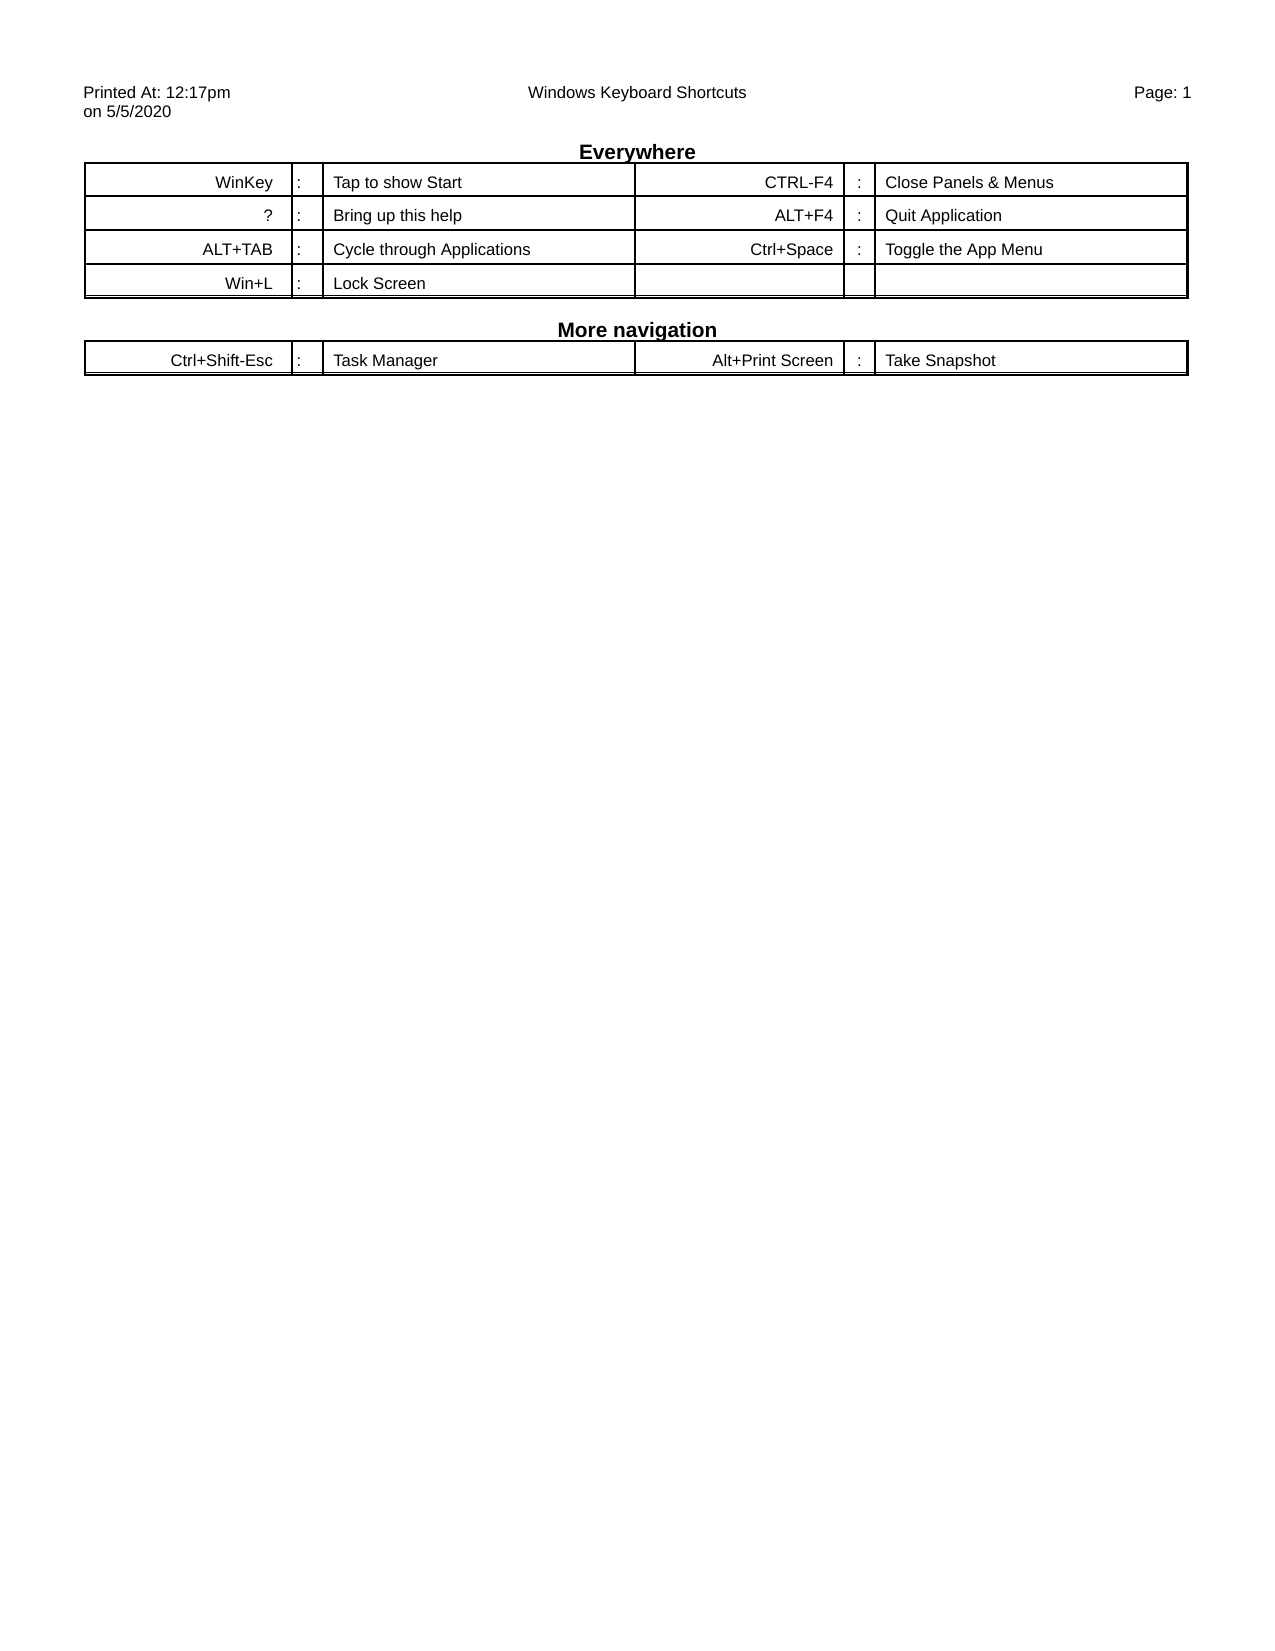 Printed At: 12:17pm Windows Keyboard Shortcuts Page: 1
on 5/5/2020
Everywhere
WinKey : Tap to show Start CTRL-F4 : Close Panels & Menus
? : Bring up this help ALT+F4 : Quit Application
ALT+TAB : Cycle through Applications Ctrl+Space : Toggle the App Menu
Win+L : Lock Screen
More navigation
Ctrl+Shift-Esc : Task Manager Alt+Print Screen : Take Snapshot